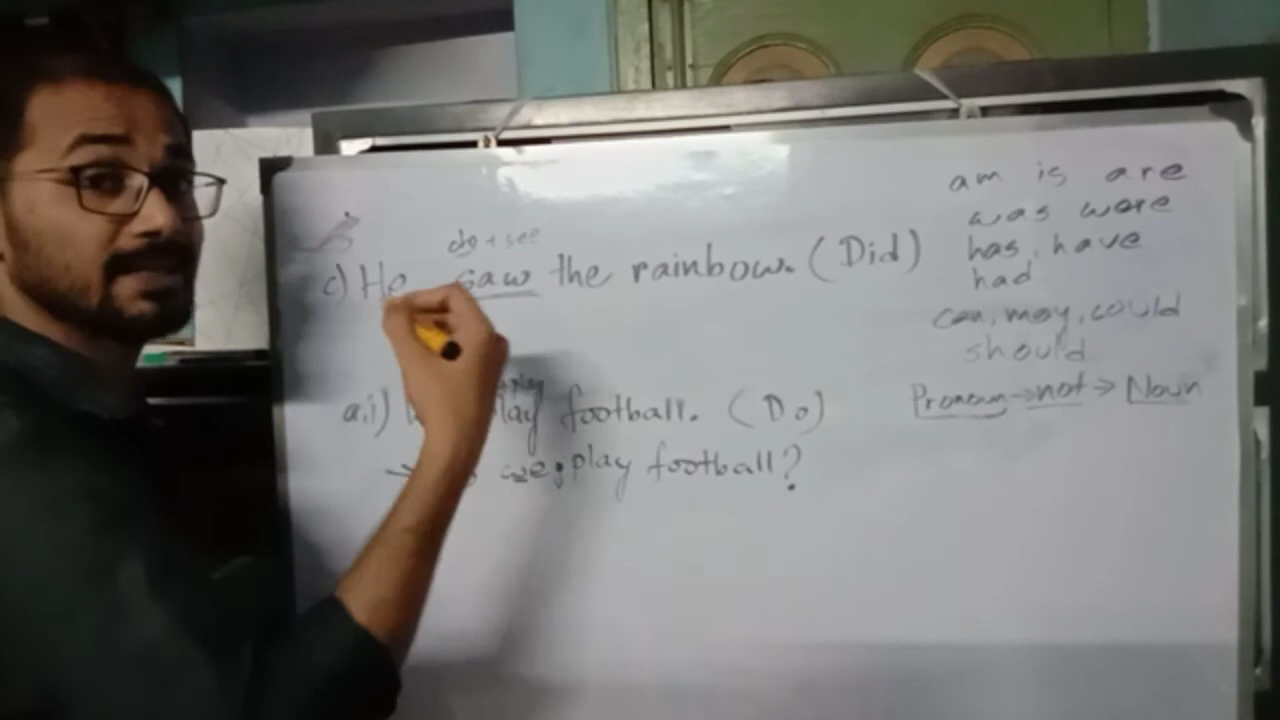 do + see
c) He saw the rainbow. (Did)
a.i) play football. (Do)
→ we play football?
am is are
was were
has, have
had
can, may, could
should
Pronoun → not → Noun